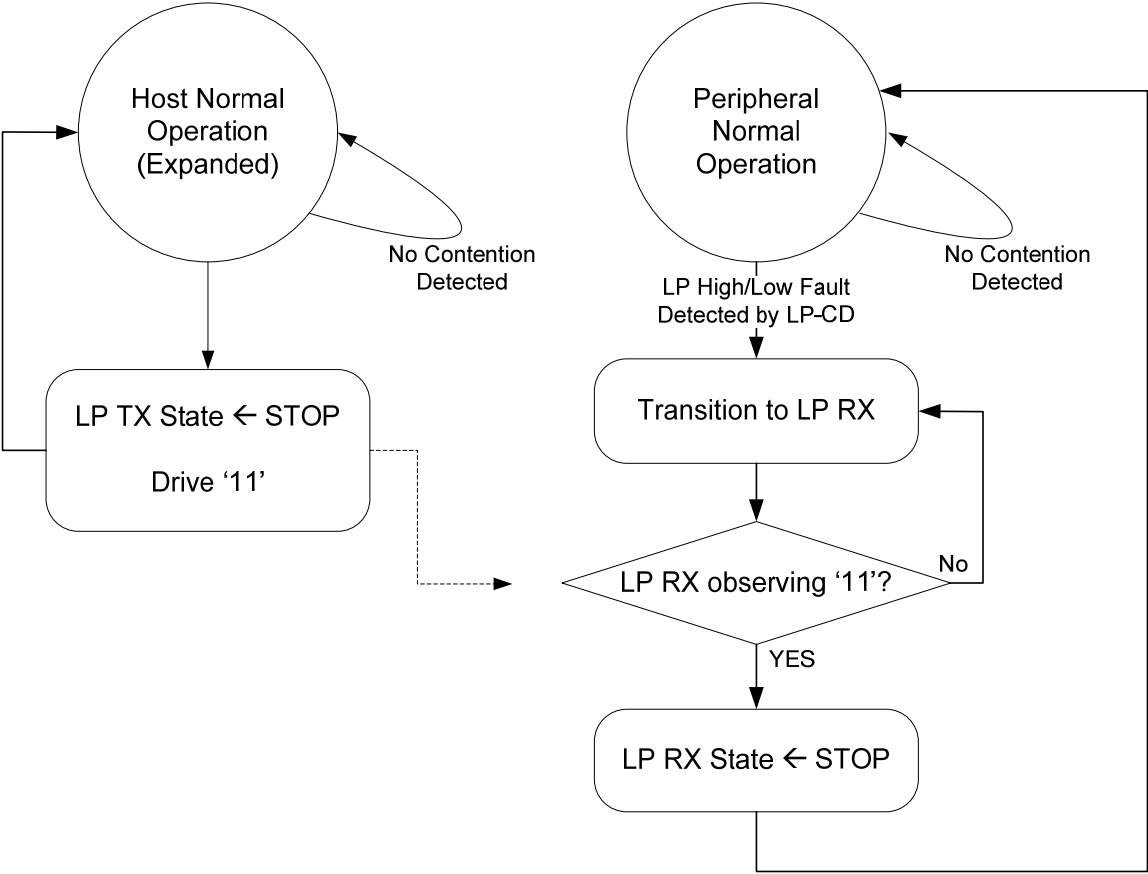 Host Normal
Operation
(Expanded)
No Contention
Detected
LP TX State ← STOP
Drive ‘11’
Peripheral
Normal
Operation
No Contention
Detected
LP High/Low Fault
Detected by LP-CD
Transition to LP RX
LP RX observing ‘11’?
No
YES
LP RX State ← STOP